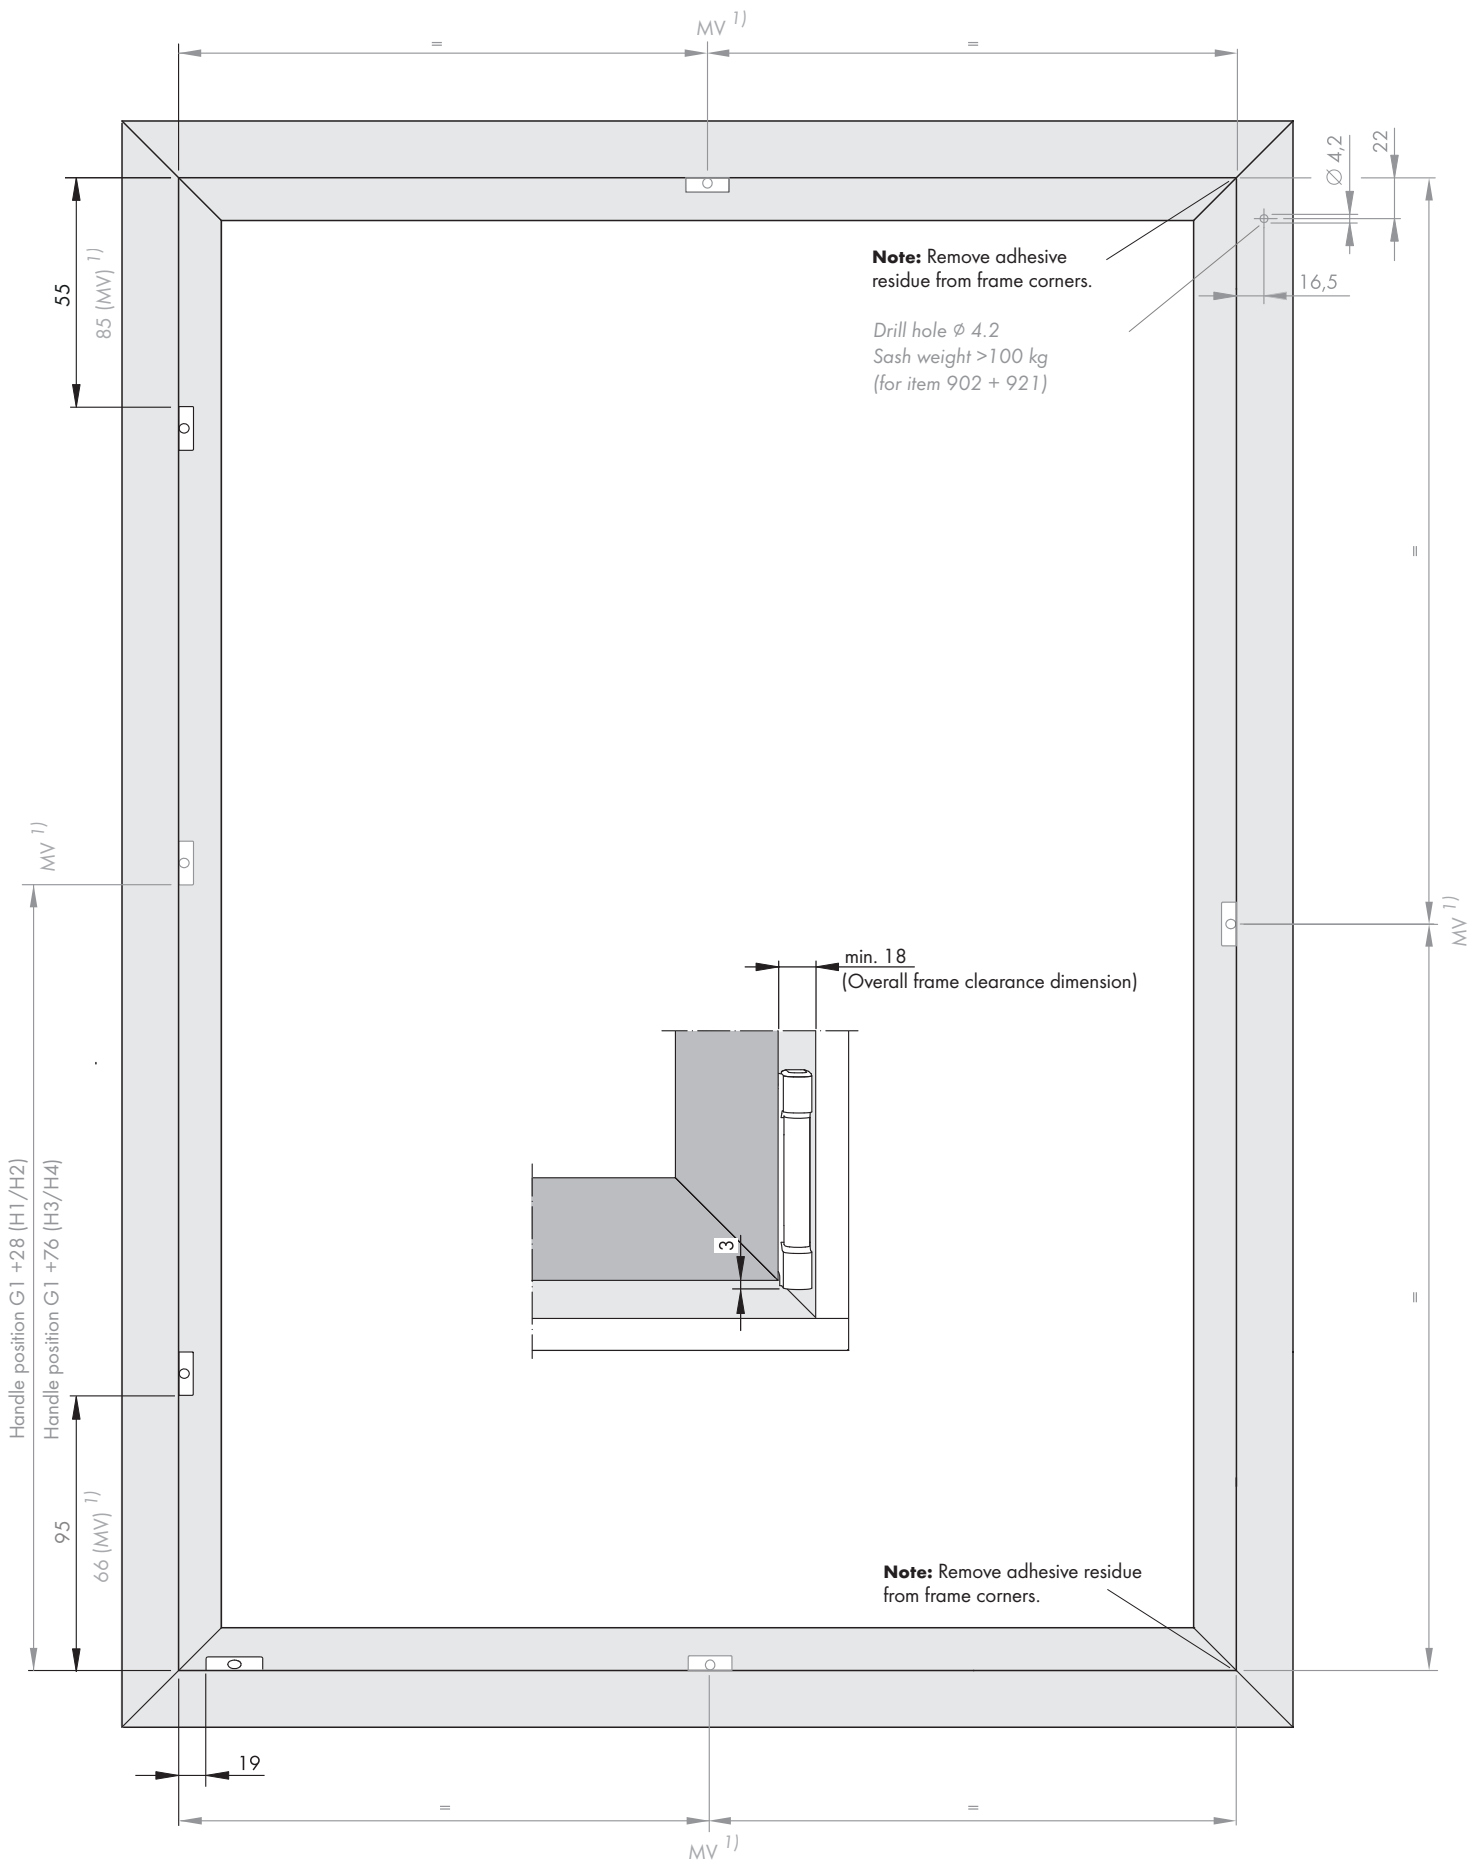 MV 1)
=
=
Ø 4,2
22
55
85 (MV) 1)
Note: Remove adhesive
residue from frame corners.
16,5
Drill hole ϕ 4.2
Sash weight >100 kg
(for item 902 + 921)
=
MV 1)
MV 1)
min. 18
(Overall frame clearance dimension)
Handle position G1 +28 (H1/H2)
Handle position G1 +76 (H3/H4)
3
=
95
66 (MV) 1)
Note: Remove adhesive residue
from frame corners.
19
=
=
MV 1)